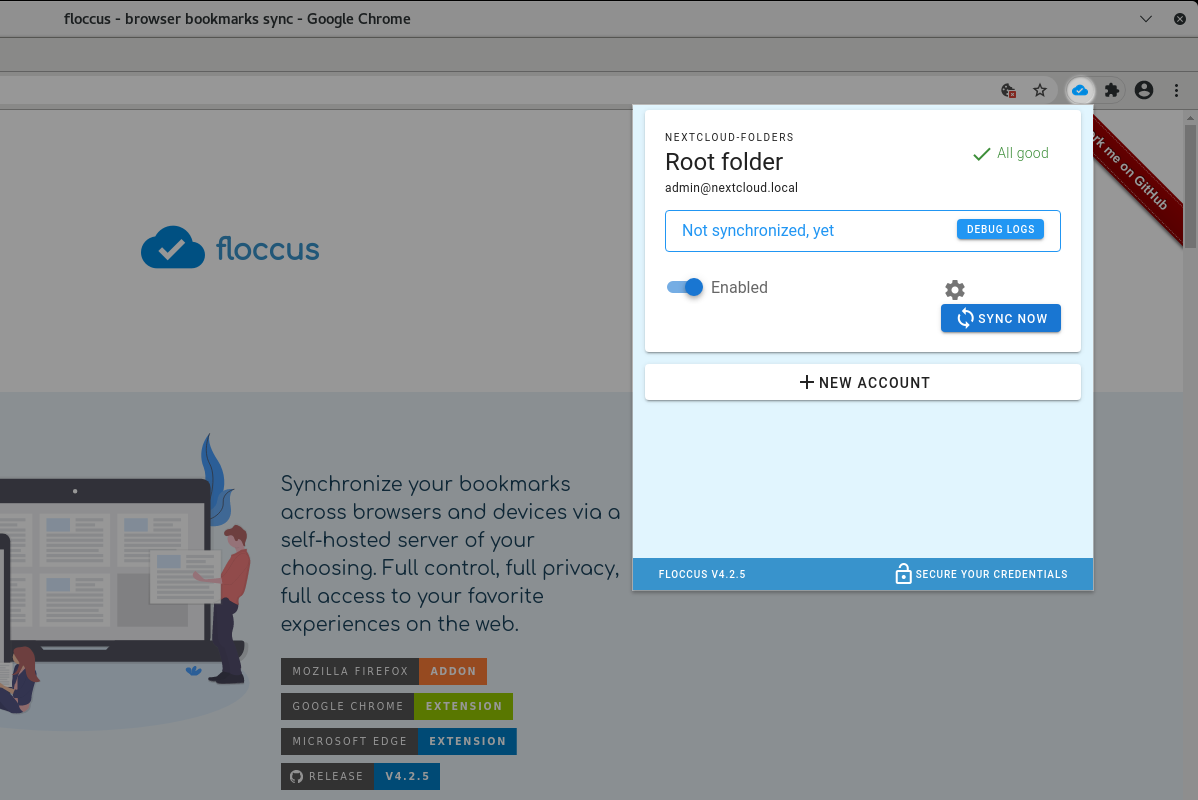 floccus - browser bookmarks sync - Google Chrome
NEXTCLOUD-FOLDERS
Root folder
All good
admin@nextcloud.local
Not synchronized, yet
DEBUG LOGS
Enabled
SYNC NOW
NEW ACCOUNT
FLOCCUS V4.2.5
SECURE YOUR CREDENTIALS
me on GitHub
floccus
Synchronize your bookmarks
across browsers and devices via a
self-hosted server of your
choosing. Full control, full privacy,
full access to your favorite
experiences on the web.
MOZILLA FIREFOX ADDON
GOOGLE CHROME EXTENSION
MICROSOFT EDGE EXTENSION
RELEASE V4.2.5